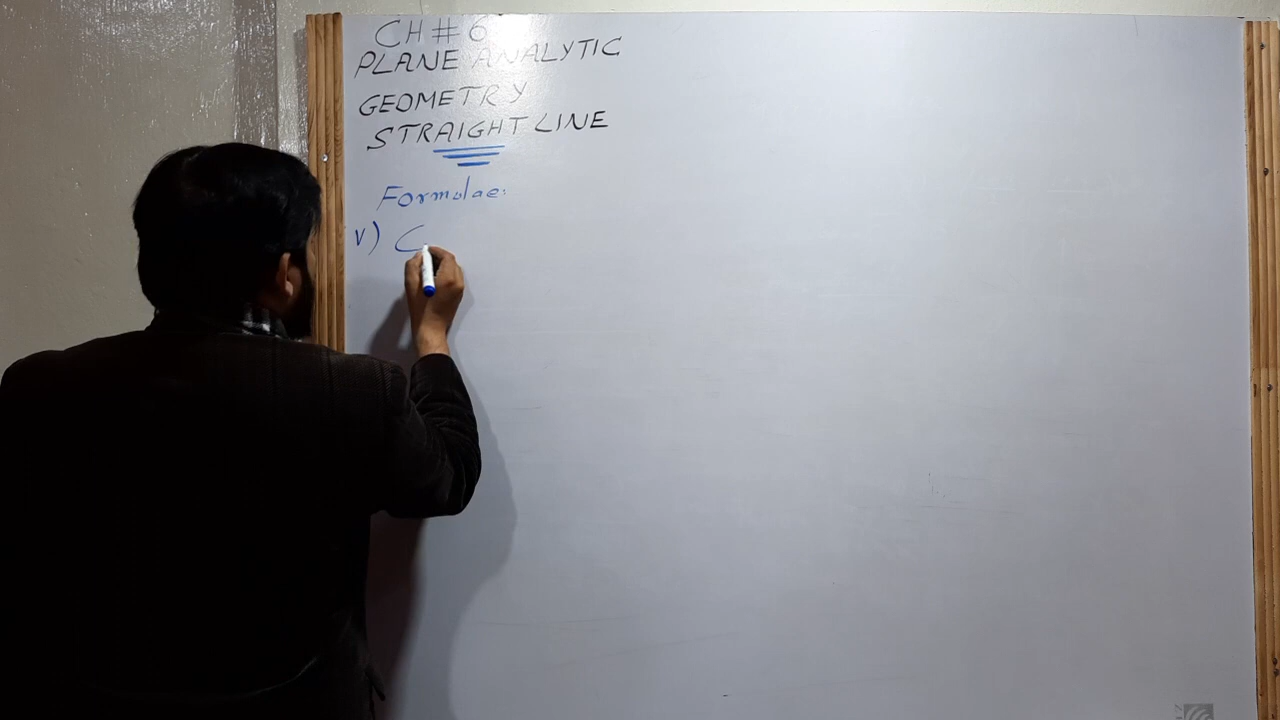 CH # 6
PLANE ANALYTIC
GEOMETRY
STRAIGHT LINE
Formulae:
V) C